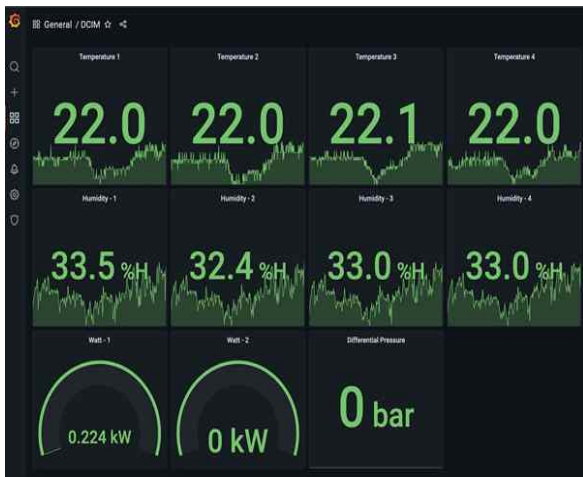 General / DCIM
Temperature 1
Temperature 2
Temperature 3
Temperature 4
22.0
22.0
22.1
22.0
Humidity - 1
Humidity - 2
Humidity - 3
Humidity - 4
33.5 %H
32.4 %H
33.0 %H
33.0 %H
Watt - 1
Watt - 2
Differential Pressure
0.224 kW
0 kW
0 bar